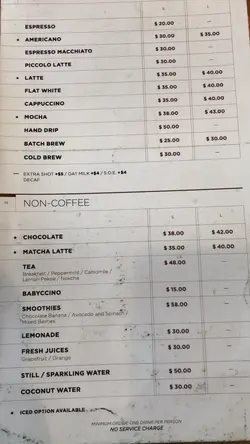 R L
ESPRESSO $ 20.00 —
• AMERICANO $ 30.00 $ 35.00
ESPRESSO MACCHIATO $ 30.00 —
PICCOLO LATTE $ 30.00 —
• LATTE $ 35.00 $ 40.00
FLAT WHITE $ 35.00 $ 40.00
CAPPUCCINO $ 35.00 $ 40.00
• MOCHA $ 38.00 $ 43.00
HAND DRIP $ 50.00 —
BATCH BREW $ 25.00 $ 30.00
COLD BREW $ 30.00 —
— EXTRA SHOT +$8 / OAT MILK +$4 / S.O.E. +$4
DECAF
NON-COFFEE
• CHOCOLATE $ 38.00 $ 42.00
• MATCHA LATTE $ 35.00 $ 40.00
TEA $ 48.00 —
Breakfast / Peppermint / Camomile /
BABYCCINO $ 15.00 —
SMOOTHIES $ 58.00 —
Chocolate Banana / Avocado and Spinach /
Mixed Berries
LEMONADE $ 30.00 —
FRESH JUICES $ 30.00 —
Grapefruit / Orange
STILL / SPARKLING WATER $ 50.00 —
COCONUT WATER $ 30.00 —
• ICED OPTION AVAILABLE
MINIMUM ORDER ONE DRINK PER PERSON
NO SERVICE CHARGE